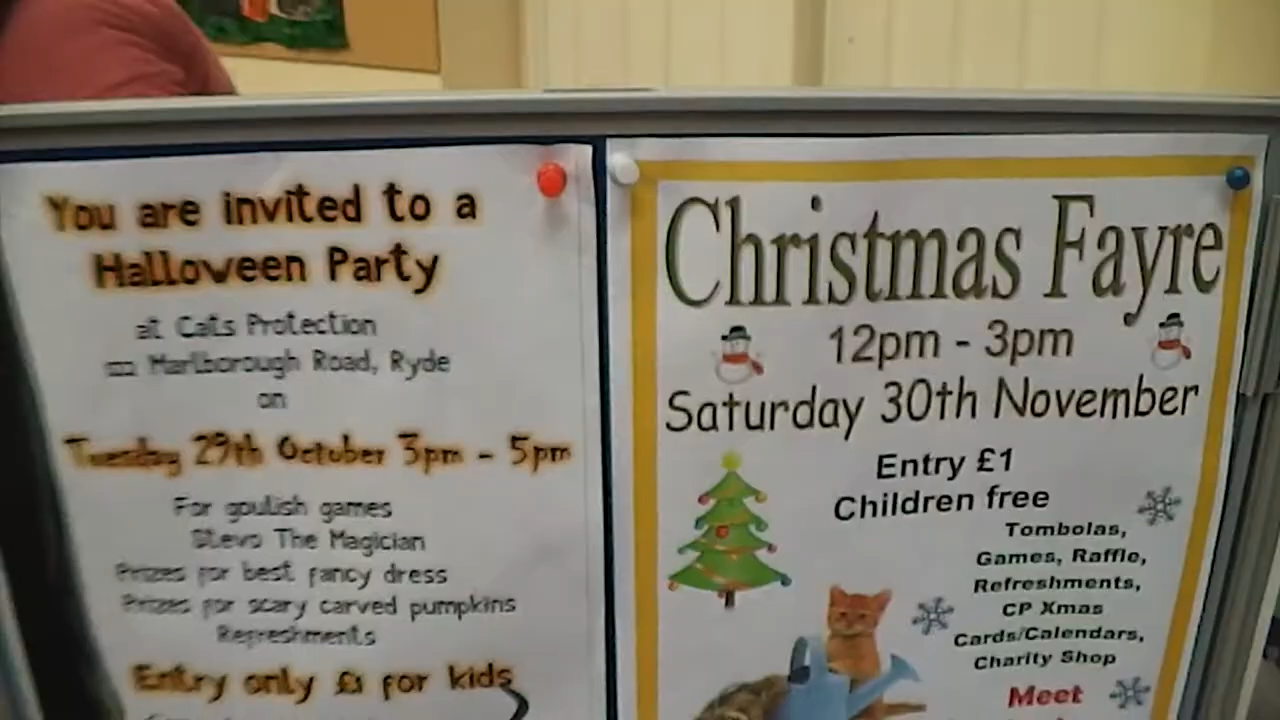 You are invited to a
Halloween Party
at Cats Protection
Marlborough Road, Ryde
on
Tuesday 29th October 3pm - 5pm
For goulish games
Stevo The Magician
Prizes for best fancy dress
Prizes for scary carved pumpkins
Refreshments
Entry only £1 for kids
Christmas Fayre
12pm - 3pm
Saturday 30th November
Entry £1
Children free
Tombolas,
Games, Raffle,
Refreshments,
CP Xmas
Cards/Calendars,
Charity Shop
Meet